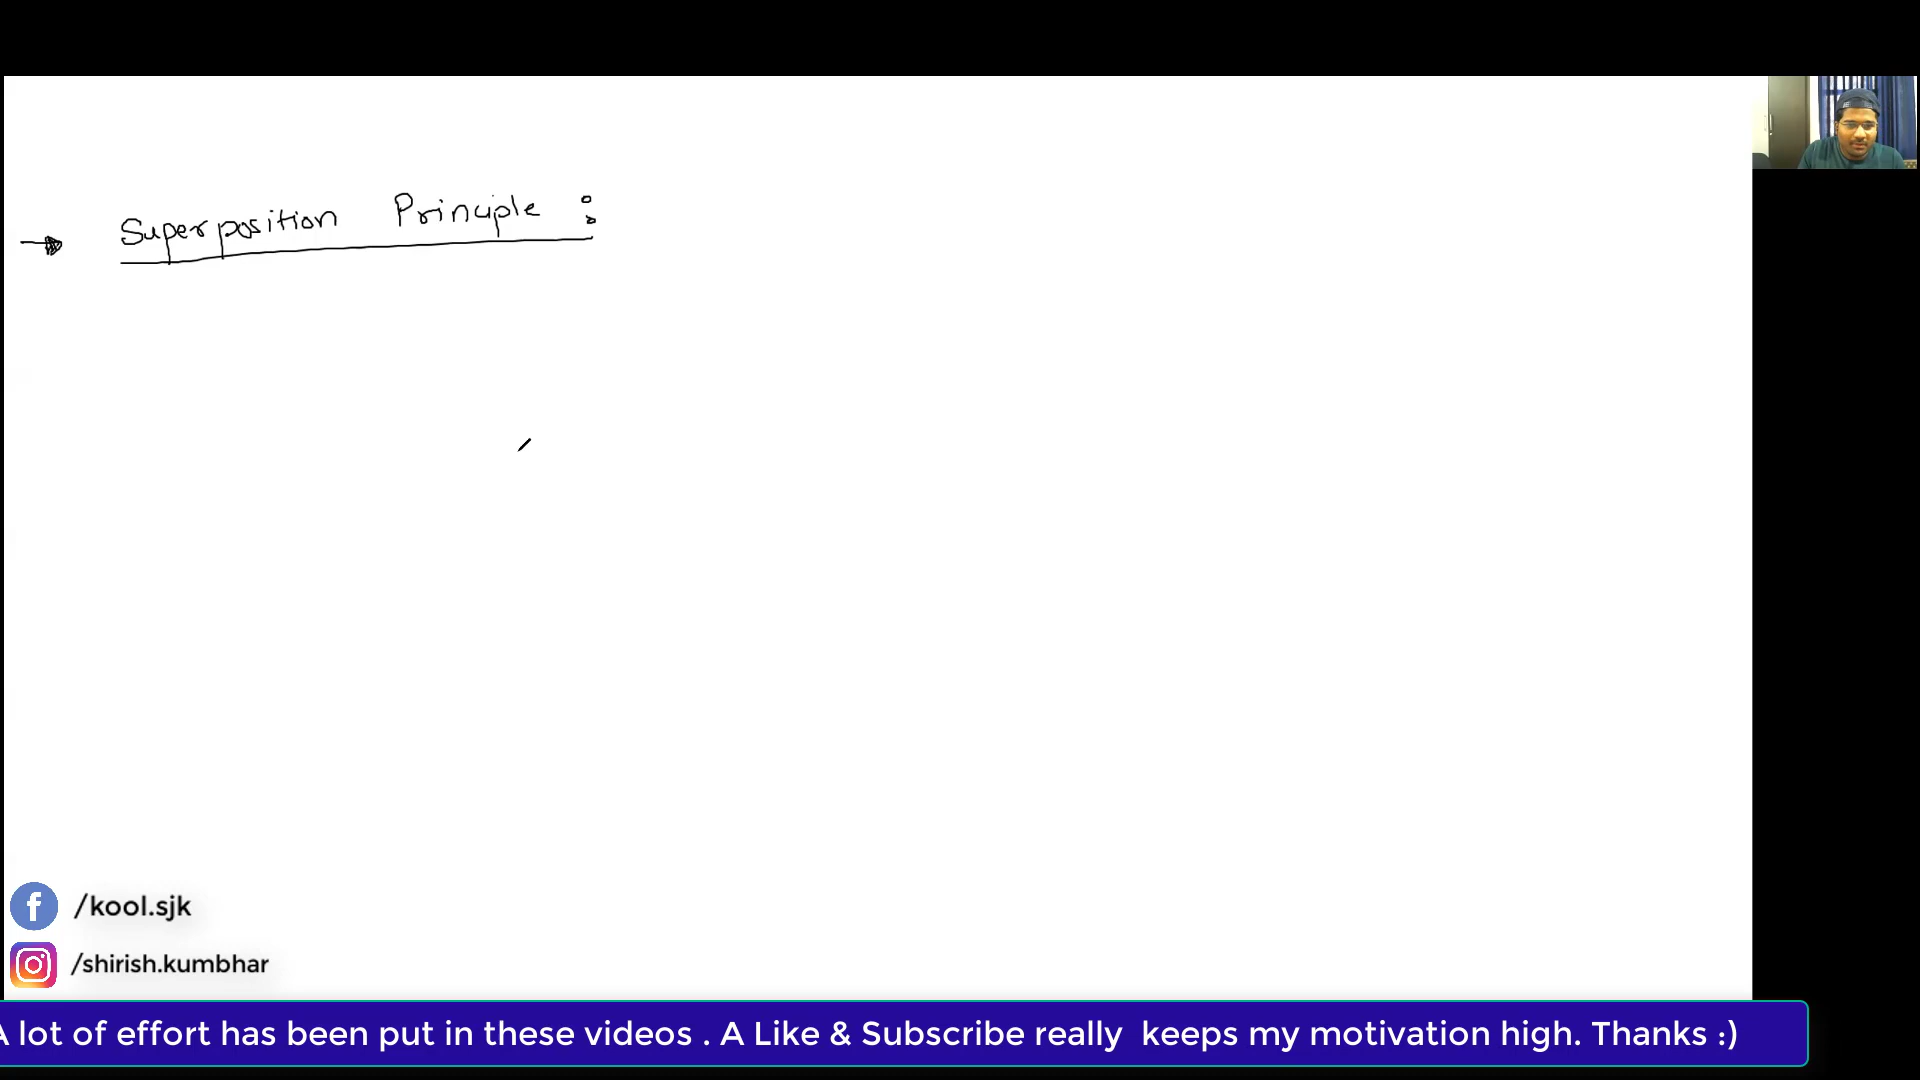 Superposition Principle :
/kool.sjk
/shirish.kumbhar
A lot of effort has been put in these videos . A Like & Subscribe really keeps my motivation high. Thanks :)